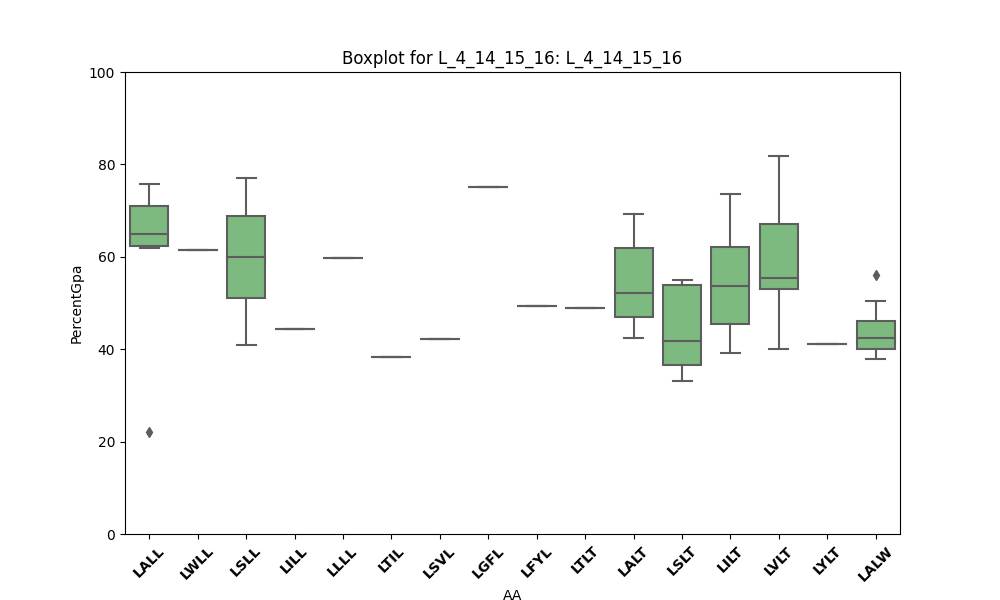 Boxplot for L_4_14_15_16: L_4_14_15_16
100
80
60
40
20
0
PercentGpa
LALL LWLL LSLL LILL LLLL LTIL LSVL LGFL LFYL LTLT LALT LSLT LILT LVLT LYLT LALW
AA